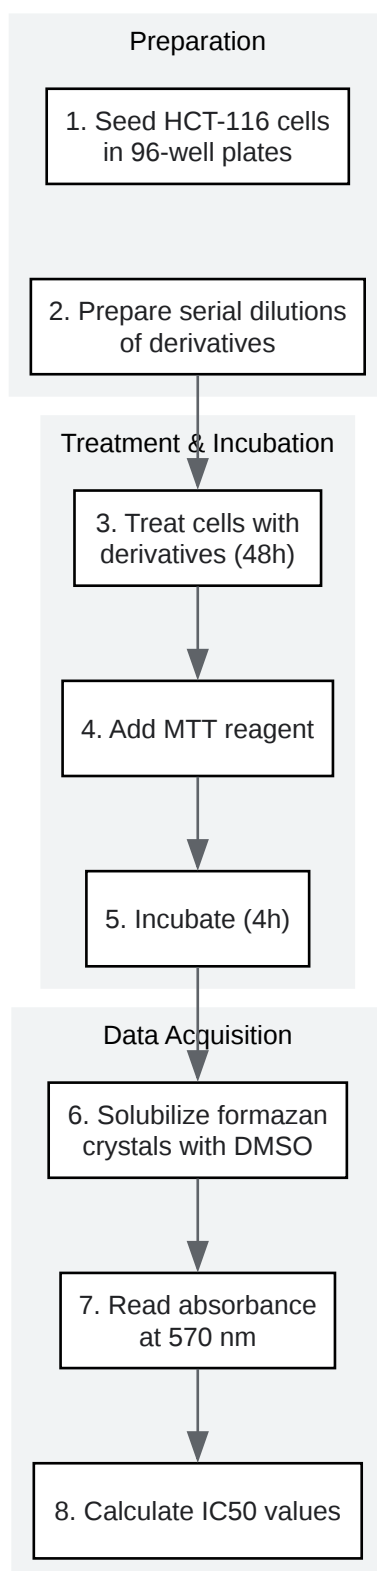 Preparation
1. Seed HCT-116 cells
in 96-well plates
2. Prepare serial dilutions
of derivatives
Treatment & Incubation
3. Treat cells with
derivatives (48h)
4. Add MTT reagent
5. Incubate (4h)
Data Acquisition
6. Solubilize formazan
crystals with DMSO
7. Read absorbance
at 570 nm
8. Calculate IC50 values